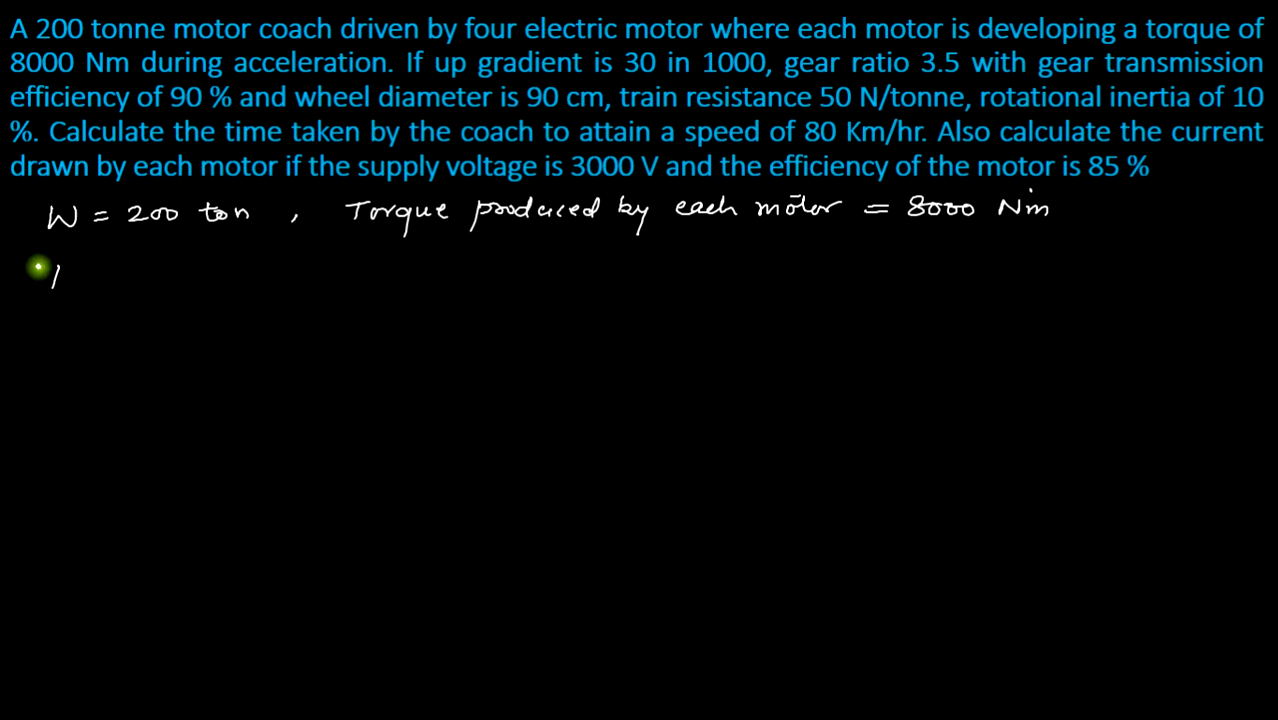 A 200 tonne motor coach driven by four electric motor where each motor is developing a torque of
8000 Nm during acceleration. If up gradient is 30 in 1000, gear ratio 3.5 with gear transmission
efficiency of 90 % and wheel diameter is 90 cm, train resistance 50 N/tonne, rotational inertia of 10
%. Calculate the time taken by the coach to attain a speed of 80 Km/hr. Also calculate the current
drawn by each motor if the supply voltage is 3000 V and the efficiency of the motor is 85 %
W = 200 ton , Torque produced by each motor = 8000 Nm